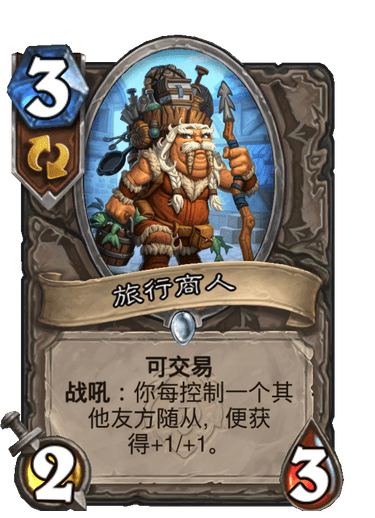 3
旅行商人
可交易
战吼：你每控制一个其
他友方随从，便获
得+1/+1。
2
3